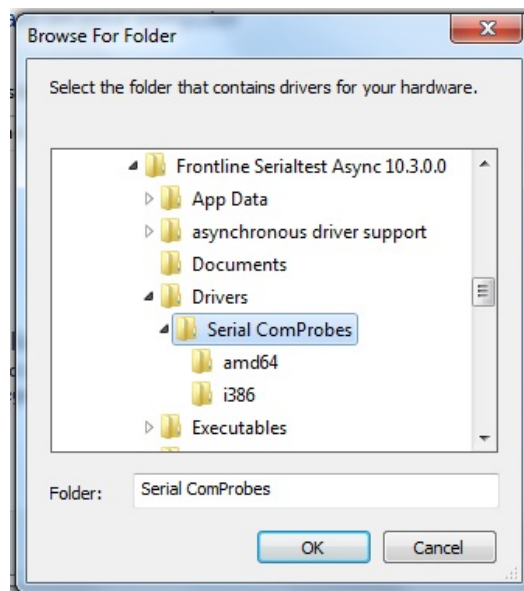 Browse For Folder
Select the folder that contains drivers for your hardware.
Frontline Serialtest Async 10.3.0.0
App Data
asynchronous driver support
Documents
Drivers
Serial ComProbes
amd64
i386
Executables
Folder: Serial ComProbes
OK Cancel